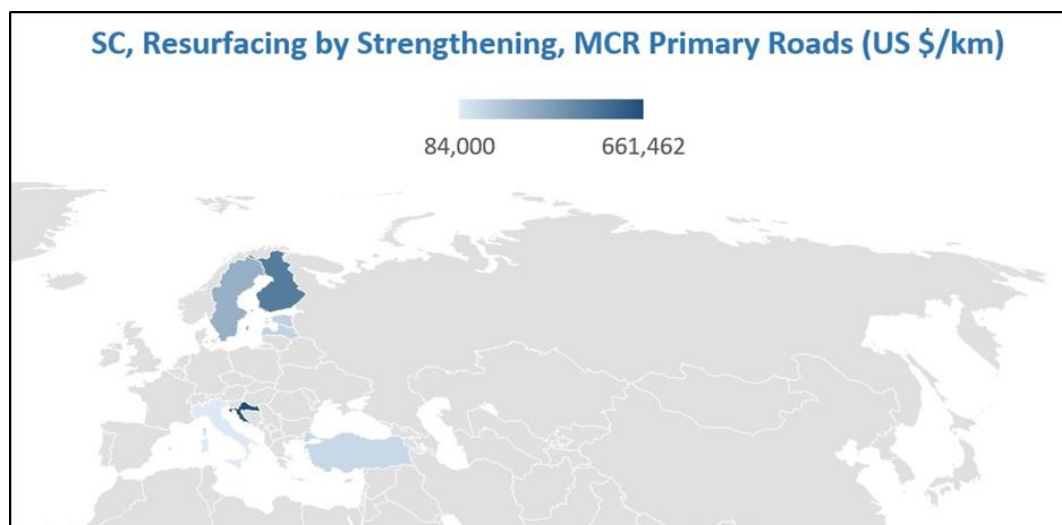 SC, Resurfacing by Strengthening, MCR Primary Roads (US $/km)
84,000 661,462